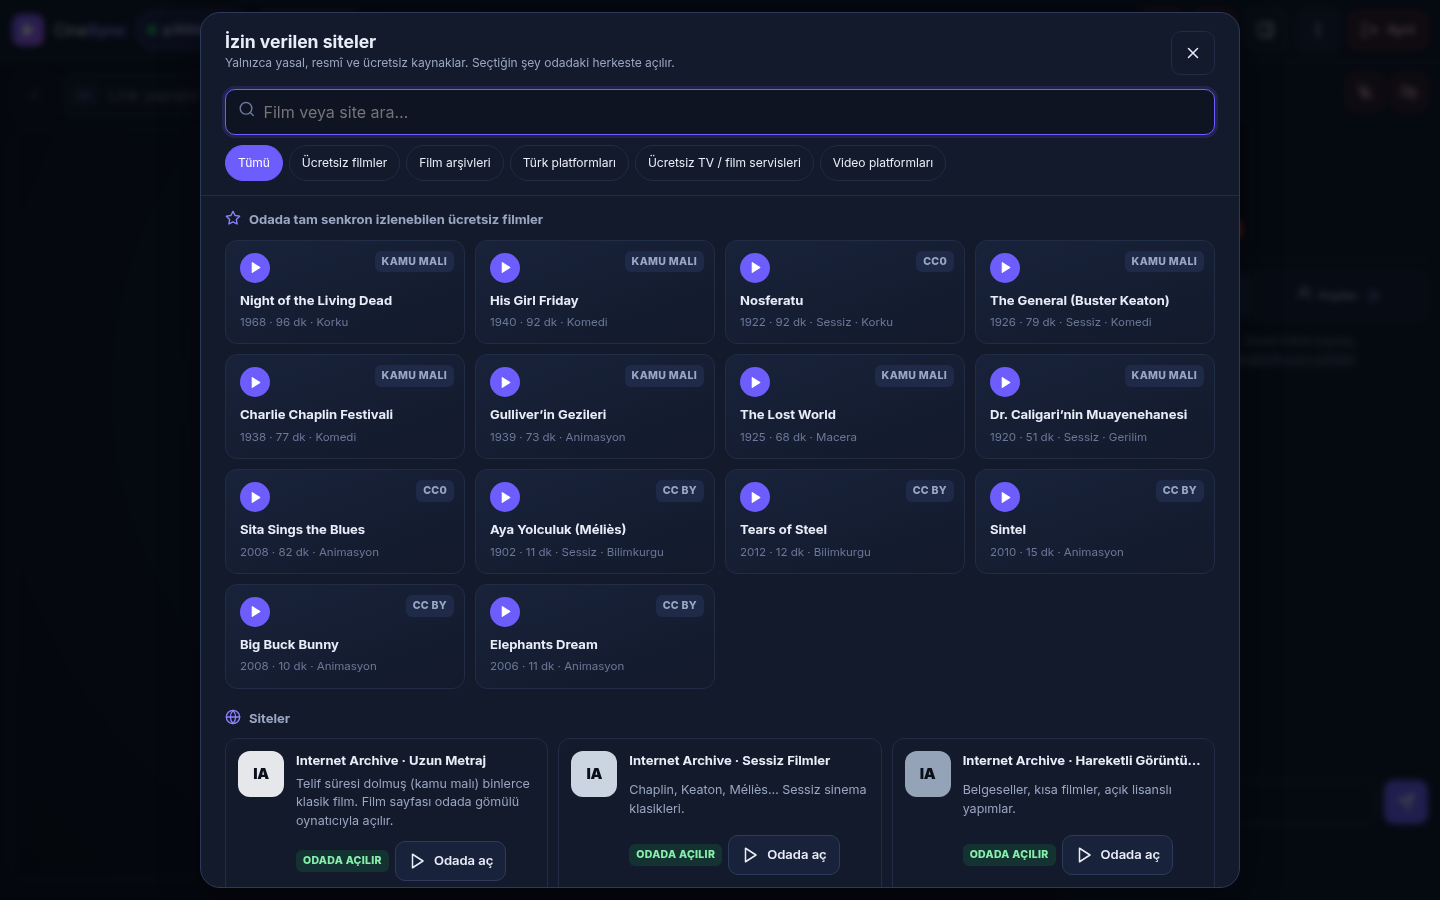 İzin verilen siteler
Yalnızca yasal, resmî ve ücretsiz kaynaklar. Seçtiğin şey odadaki herkeste açılır.
Film veya site ara...
Tümü
Ücretsiz filmler
Film arşivleri
Türk platformları
Ücretsiz TV / film servisleri
Video platformları
Odada tam senkron izlenebilen ücretsiz filmler
KAMU MALI
Night of the Living Dead
1968 · 96 dk · Korku
KAMU MALI
His Girl Friday
1940 · 92 dk · Komedi
CC0
Nosferatu
1922 · 92 dk · Sessiz · Korku
KAMU MALI
The General (Buster Keaton)
1926 · 79 dk · Sessiz · Komedi
KAMU MALI
Charlie Chaplin Festivali
1938 · 77 dk · Komedi
KAMU MALI
Gulliver’in Gezileri
1939 · 73 dk · Animasyon
KAMU MALI
The Lost World
1925 · 68 dk · Macera
KAMU MALI
Dr. Caligari’nin Muayenehanesi
1920 · 51 dk · Sessiz · Gerilim
CC0
Sita Sings the Blues
2008 · 82 dk · Animasyon
CC BY
Aya Yolculuk (Méliès)
1902 · 11 dk · Sessiz · Bilimkurgu
CC BY
Tears of Steel
2012 · 12 dk · Bilimkurgu
CC BY
Sintel
2010 · 15 dk · Animasyon
CC BY
Big Buck Bunny
2008 · 10 dk · Animasyon
CC BY
Elephants Dream
2006 · 11 dk · Animasyon
Siteler
IA
Internet Archive · Uzun Metraj
Telif süresi dolmuş (kamu malı) binlerce
klasik film. Film sayfası odada gömülü
oynatıcıyla açılır.
ODADA AÇILIR
Odada aç
IA
Internet Archive · Sessiz Filmler
Chaplin, Keaton, Méliès... Sessiz sinema
klasikleri.
ODADA AÇILIR
Odada aç
IA
Internet Archive · Hareketli Görüntü...
Belgeseller, kısa filmler, açık lisanslı
yapımlar.
ODADA AÇILIR
Odada aç